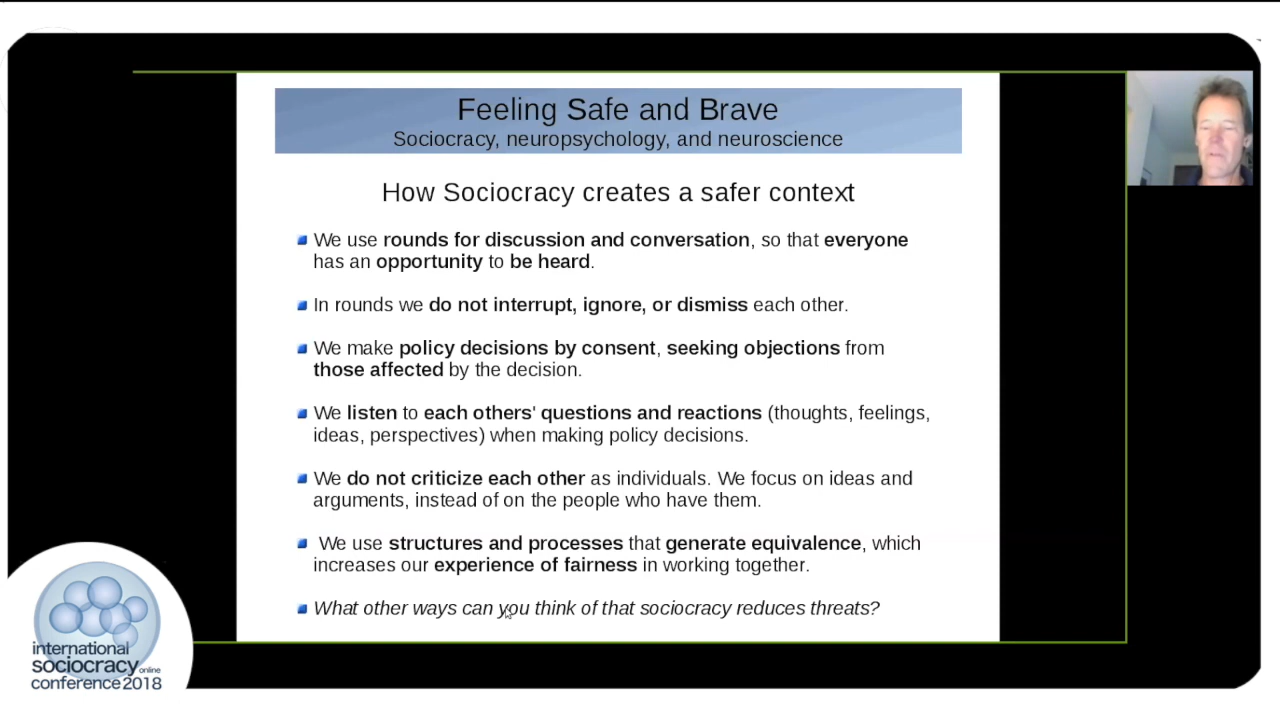 Feeling Safe and Brave
Sociocracy, neuropsychology, and neuroscience
How Sociocracy creates a safer context
We use rounds for discussion and conversation, so that everyone
has an opportunity to be heard.
In rounds we do not interrupt, ignore, or dismiss each other.
We make policy decisions by consent, seeking objections from
those affected by the decision.
We listen to each others' questions and reactions (thoughts, feelings,
ideas, perspectives) when making policy decisions.
We do not criticize each other as individuals. We focus on ideas and
arguments, instead of on the people who have them.
We use structures and processes that generate equivalence, which
increases our experience of fairness in working together.
What other ways can you think of that sociocracy reduces threats?
international
sociocracy online
conference 2018